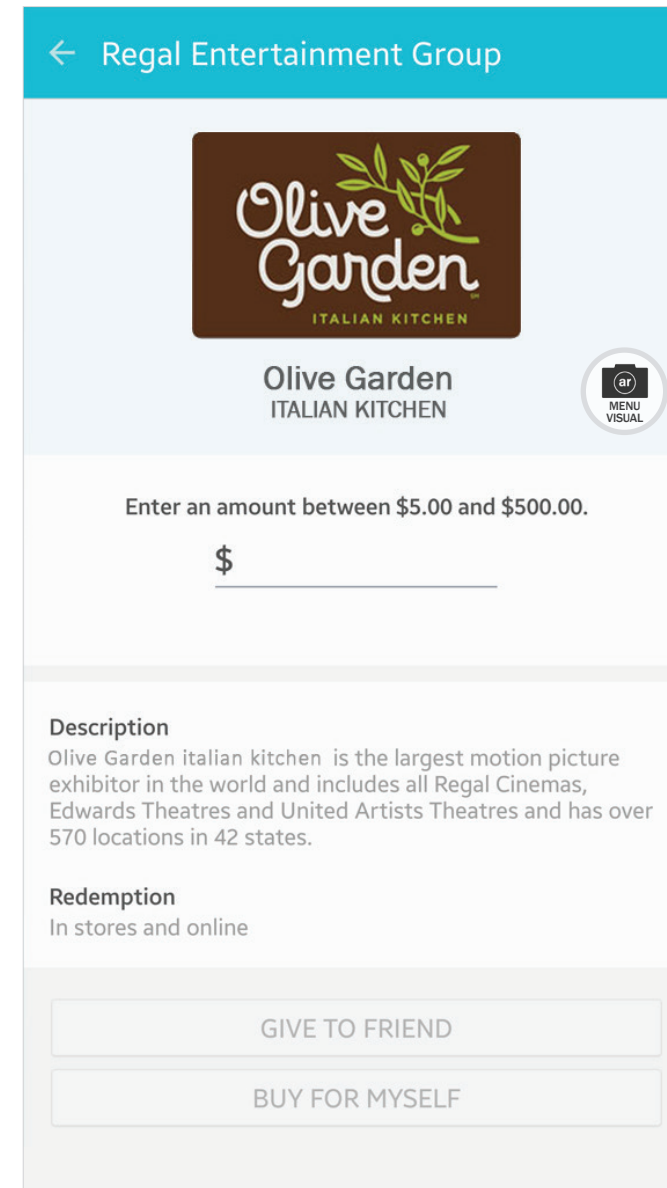 Regal Entertainment Group
Olive
Garden
SM
ITALIAN KITCHEN
Olive Garden
ITALIAN KITCHEN
ar
MENU
VISUAL
Enter an amount between $5.00 and $500.00.
$
Description
Olive Garden italian kitchen is the largest motion picture
exhibitor in the world and includes all Regal Cinemas,
Edwards Theatres and United Artists Theatres and has over
570 locations in 42 states.
Redemption
In stores and online
GIVE TO FRIEND
BUY FOR MYSELF